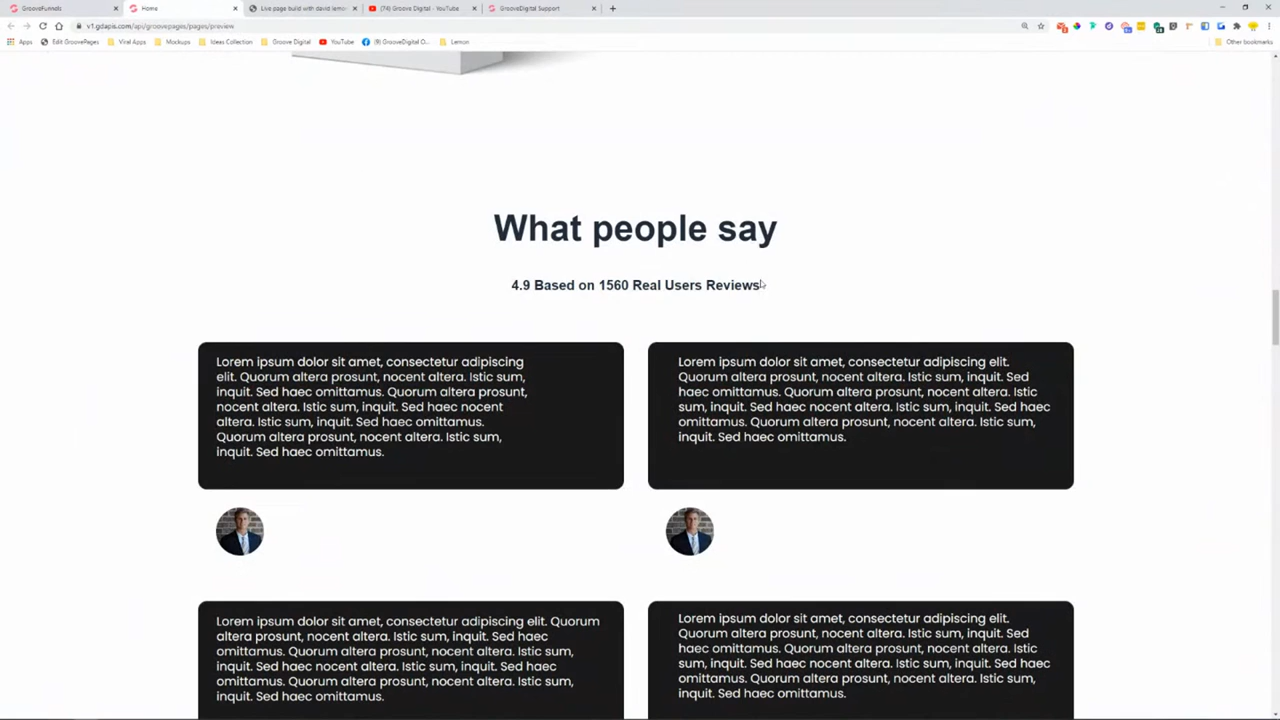 GrooveFunnels
Home
Live page build with david lemon
(74) Groove Digital - YouTube
GrooveDigital Support
v1.gdapis.com/api/groovepages/pages/preview
Apps
Edit GroovePages
Viral Apps
Mockups
Ideas Collection
Groove Digital
YouTube
(9) GrooveDigital O...
Lemon
Other bookmarks
What people say
4.9 Based on 1560 Real Users Reviews
Lorem ipsum dolor sit amet, consectetur adipiscing
elit. Quorum altera prosunt, nocent altera. Istic sum,
inquit. Sed haec omittamus. Quorum altera prosunt,
nocent altera. Istic sum, inquit. Sed haec nocent
altera. Istic sum, inquit. Sed haec omittamus.
Quorum altera prosunt, nocent altera. Istic sum,
inquit. Sed haec omittamus.
Lorem ipsum dolor sit amet, consectetur adipiscing elit.
Quorum altera prosunt, nocent altera. Istic sum, inquit. Sed
haec omittamus. Quorum altera prosunt, nocent altera. Istic
sum, inquit. Sed haec nocent altera. Istic sum, inquit. Sed haec
omittamus. Quorum altera prosunt, nocent altera. Istic sum,
inquit. Sed haec omittamus.
Lorem ipsum dolor sit amet, consectetur adipiscing elit. Quorum
altera prosunt, nocent altera. Istic sum, inquit. Sed haec
omittamus. Quorum altera prosunt, nocent altera. Istic sum,
inquit. Sed haec nocent altera. Istic sum, inquit. Sed haec
omittamus. Quorum altera prosunt, nocent altera. Istic sum,
inquit. Sed haec omittamus.
Lorem ipsum dolor sit amet, consectetur adipiscing elit.
Quorum altera prosunt, nocent altera. Istic sum, inquit. Sed
haec omittamus. Quorum altera prosunt, nocent altera. Istic
sum, inquit. Sed haec nocent altera. Istic sum, inquit. Sed haec
omittamus. Quorum altera prosunt, nocent altera. Istic sum,
inquit. Sed haec omittamus.